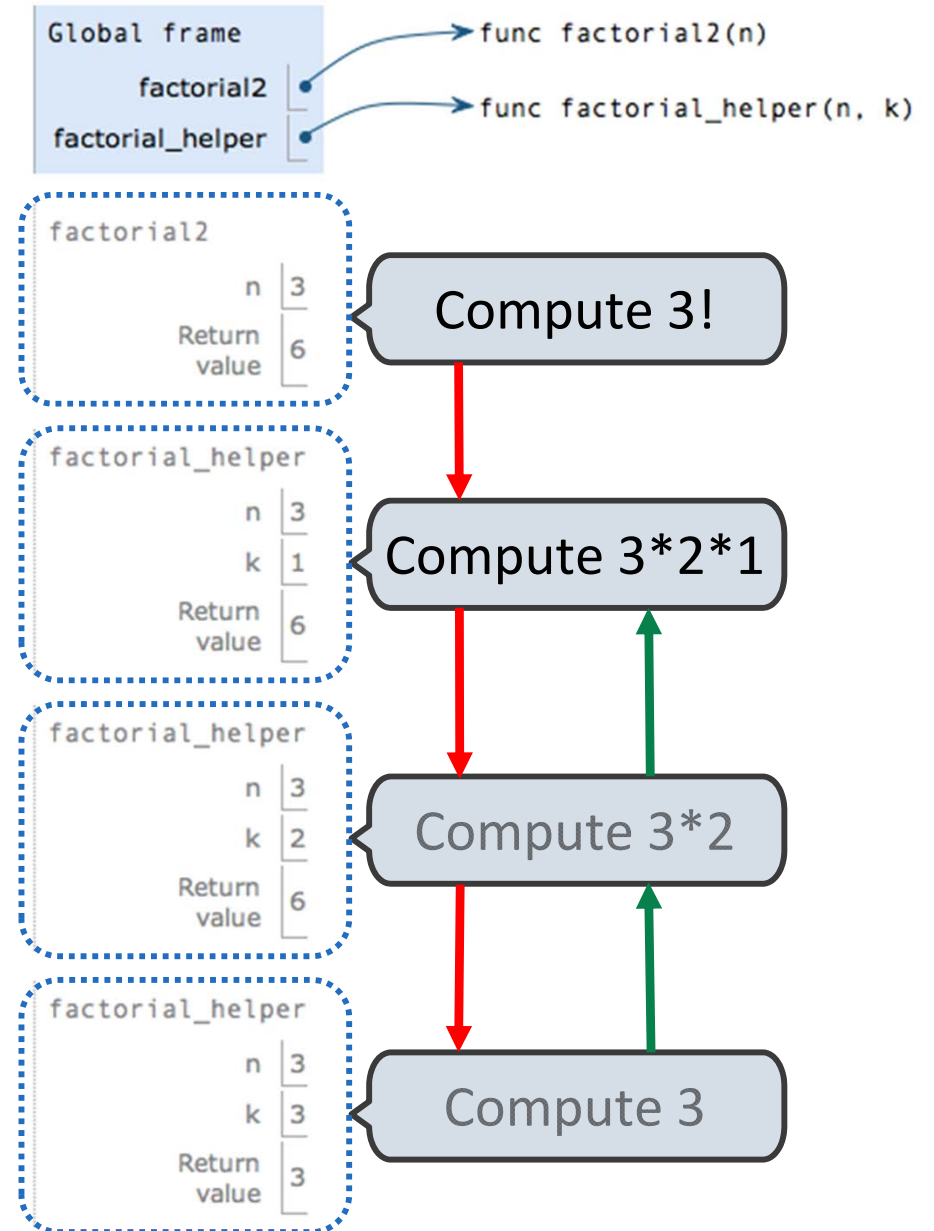 Global frame
factorial2
factorial_helper
func factorial2(n)
func factorial_helper(n, k)
factorial2
n 3
Return
value 6
Compute 3!
factorial_helper
n 3
k 1
Return
value 6
Compute 3*2*1
factorial_helper
n 3
k 2
Return
value 6
Compute 3*2
factorial_helper
n 3
k 3
Return
value 3
Compute 3